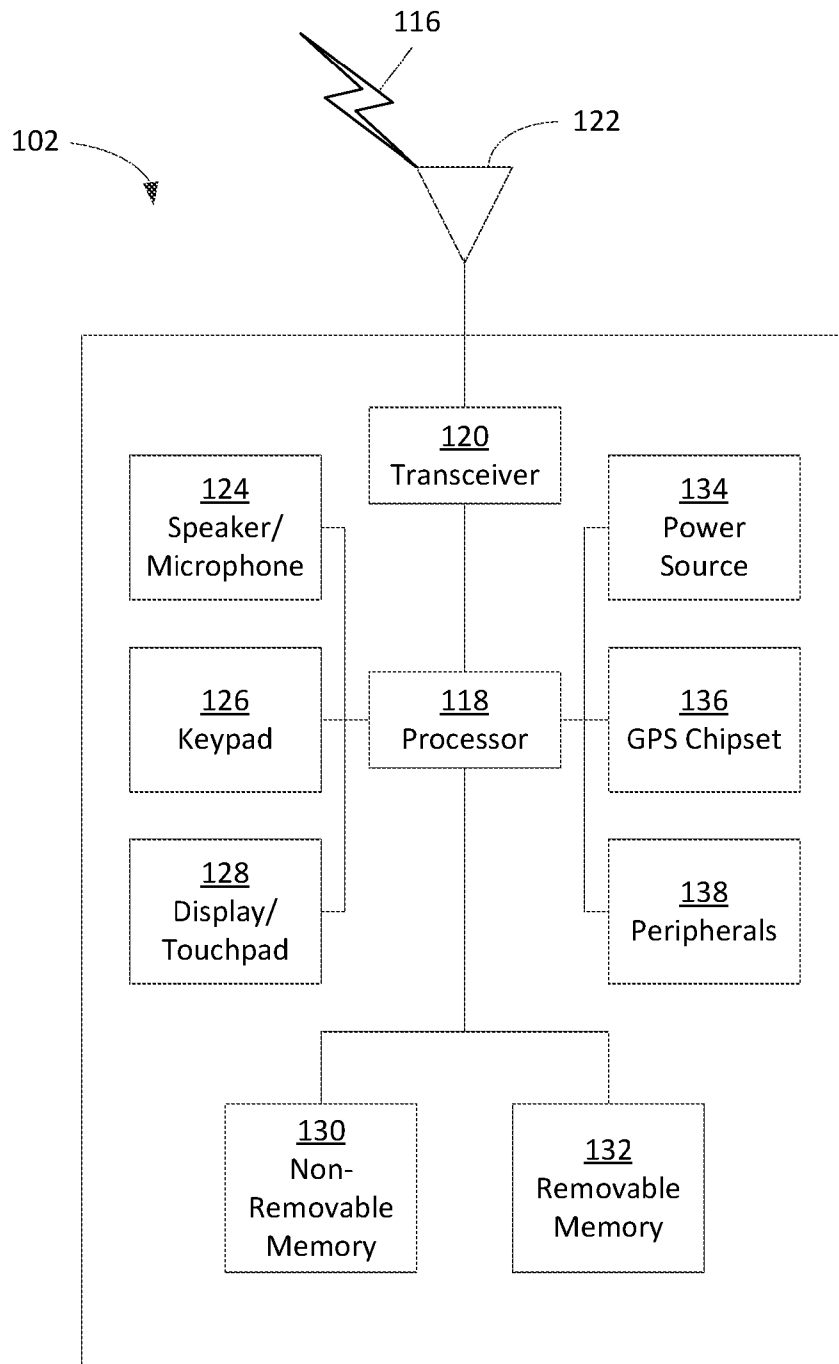 116
122
102
120
Transceiver
124
Speaker/
Microphone
134
Power
Source
126
Keypad
118
Processor
136
GPS Chipset
128
Display/
Touchpad
138
Peripherals
130
Non-
Removable
Memory
132
Removable
Memory